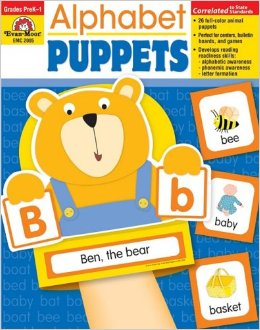 Grades PreK–1
Evan-Moor
EMC 2005
Alphabet
PUPPETS
Correlated to State Standards
• 26 full-color animal puppets
• Perfect for centers, bulletin boards, and games
• Develops reading readiness skills:
- alphabetic awareness
- phonemic awareness
- letter formation
B
b
Ben, the bear
bee
baby
basket